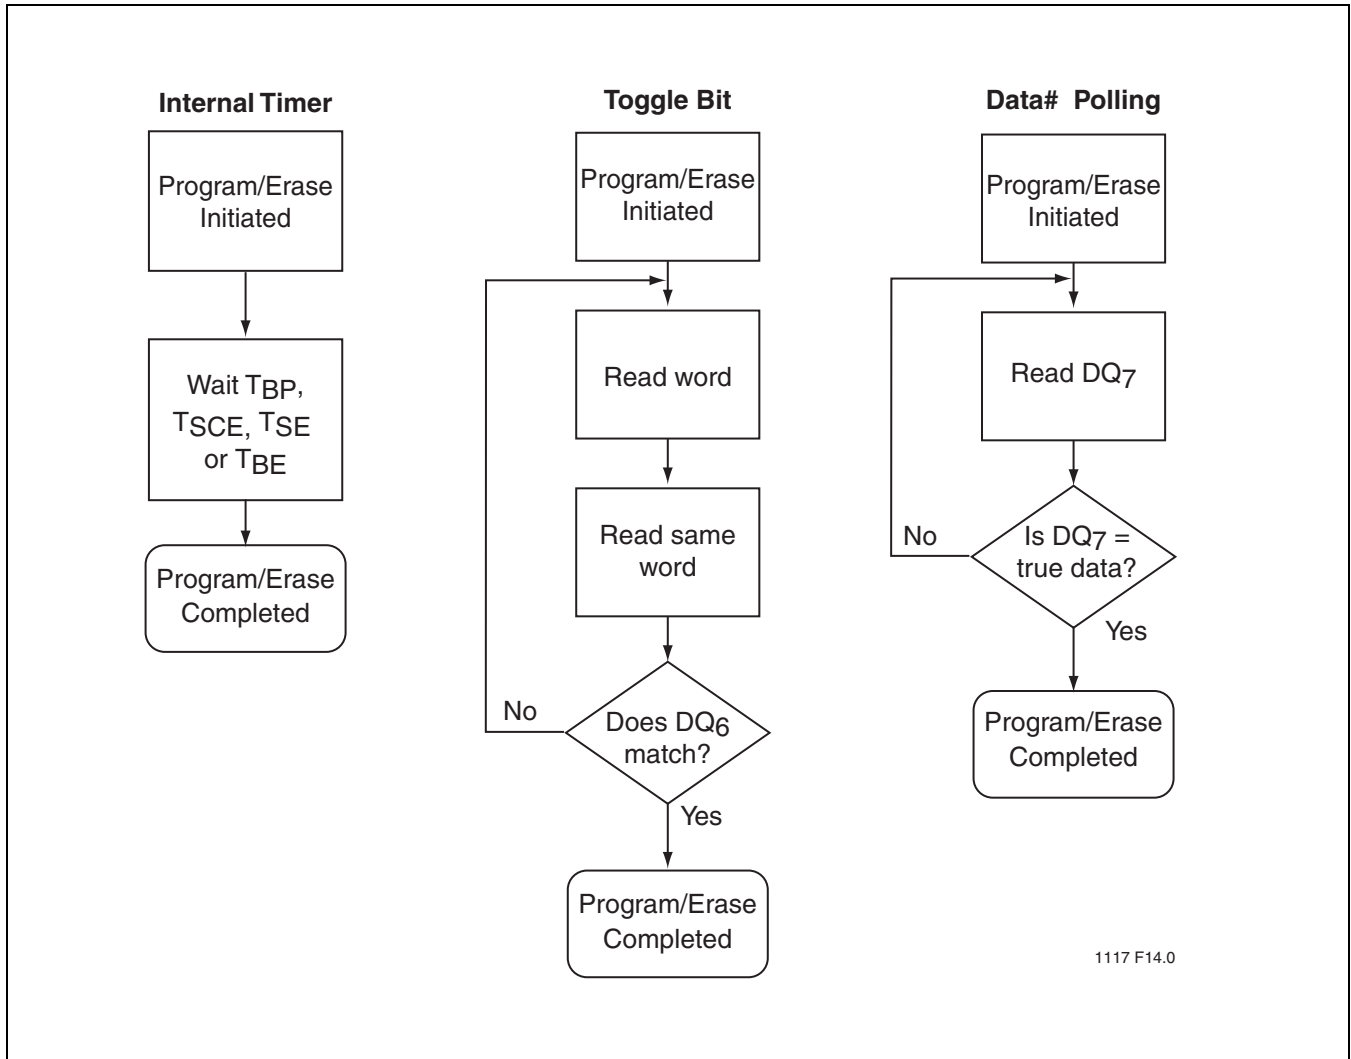 Internal Timer
Program/Erase
Initiated
Wait TBP,
TSCE, TSE
or TBE
Program/Erase
Completed
Toggle Bit
Program/Erase
Initiated
Read word
Read same
word
Does DQ6
match?
No
Yes
Program/Erase
Completed
Data# Polling
Program/Erase
Initiated
Read DQ7
Is DQ7 =
true data?
No
Yes
Program/Erase
Completed
1117 F14.0